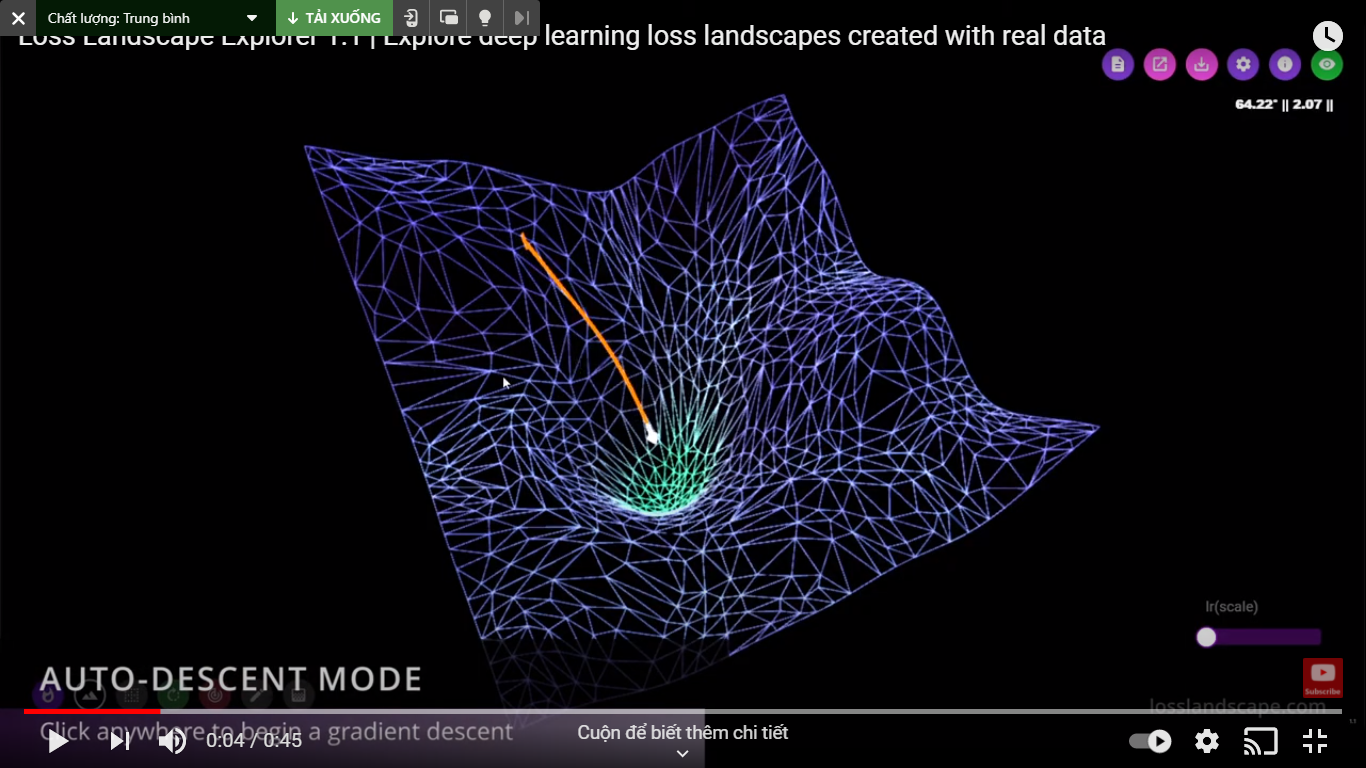 Chất lượng: Trung bình
TẢI XUỐNG
Loss Landscape Explorer 1.1 | Explore deep learning loss landscapes created with real data
64.22° || 2.07 ||
lr(scale)
AUTO-DESCENT MODE
Subscribe
losslandscape.com
Click anywhere to begin a gradient descent
Cuộn để biết thêm chi tiết
0:04 / 0:45